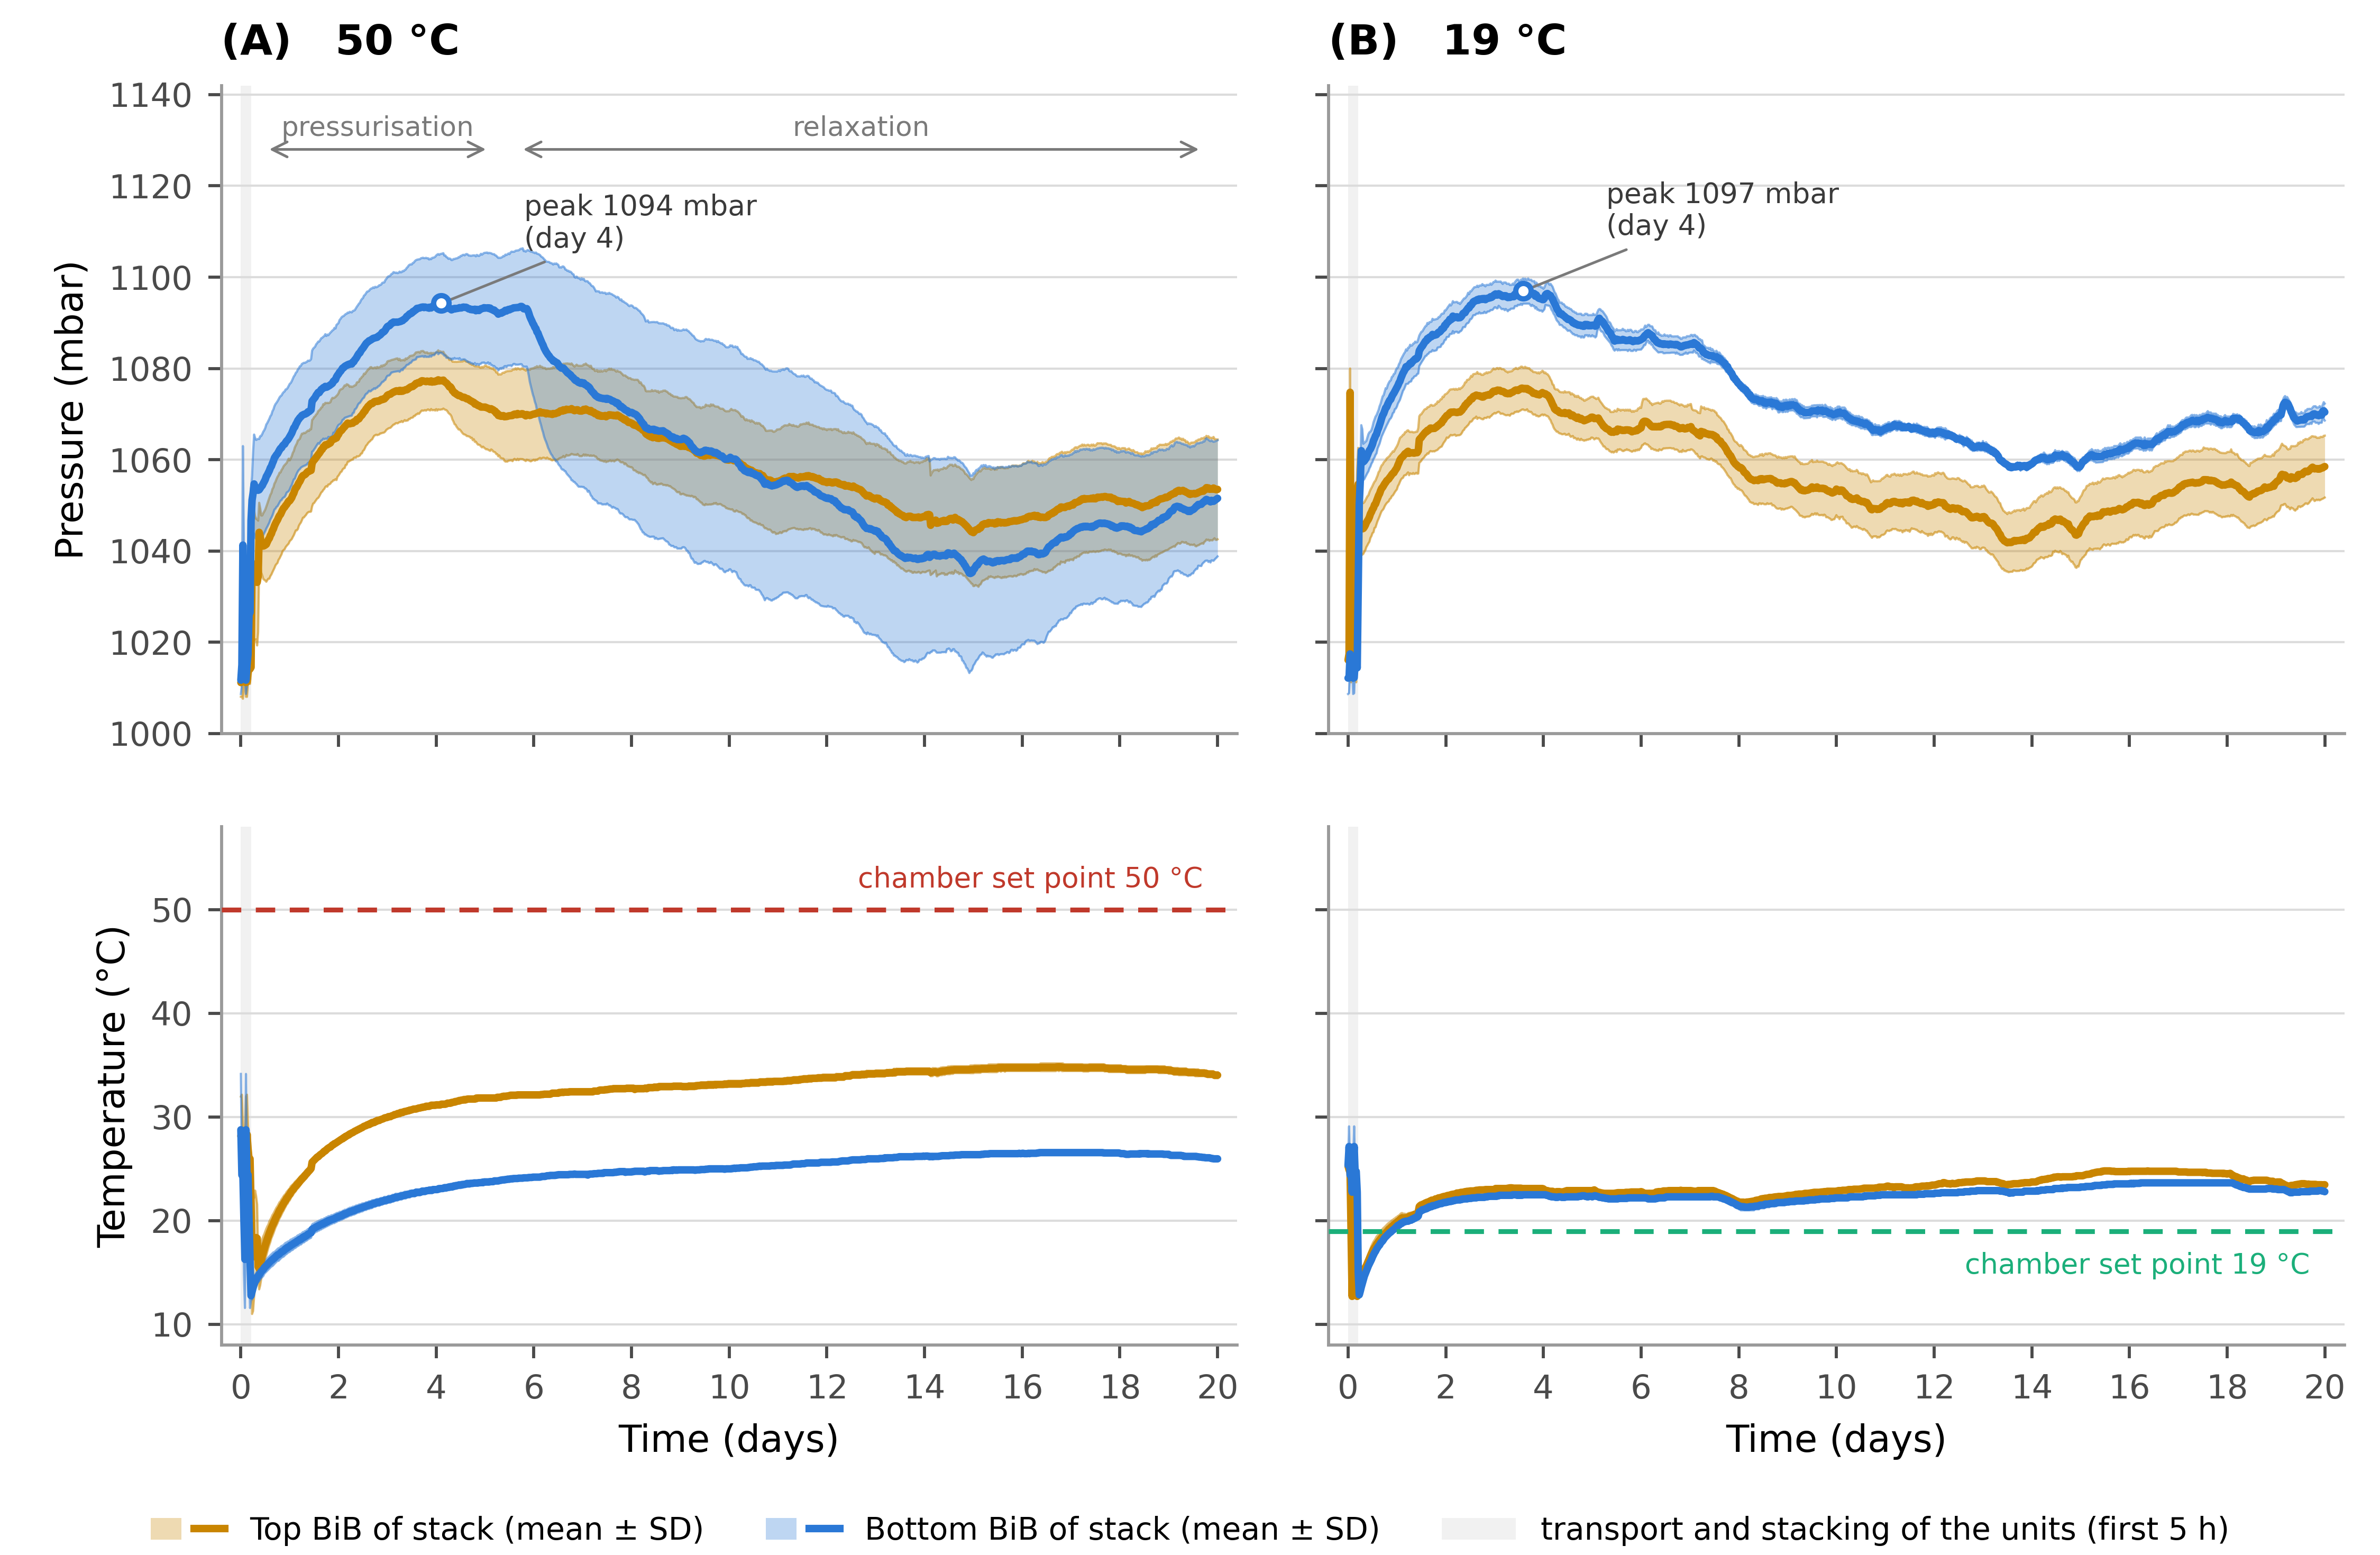 (A) 50 °C
(B) 19 °C
1140
1120
1100
1080
1060
1040
1020
1000
Pressure (mbar)
pressurisation
relaxation
peak 1094 mbar
(day 4)
peak 1097 mbar
(day 4)
50
40
30
20
10
Temperature (°C)
chamber set point 50 °C
chamber set point 19 °C
0 2 4 6 8 10 12 14 16 18 20
0 2 4 6 8 10 12 14 16 18 20
Time (days)
Time (days)
Top BiB of stack (mean ± SD)
Bottom BiB of stack (mean ± SD)
transport and stacking of the units (first 5 h)